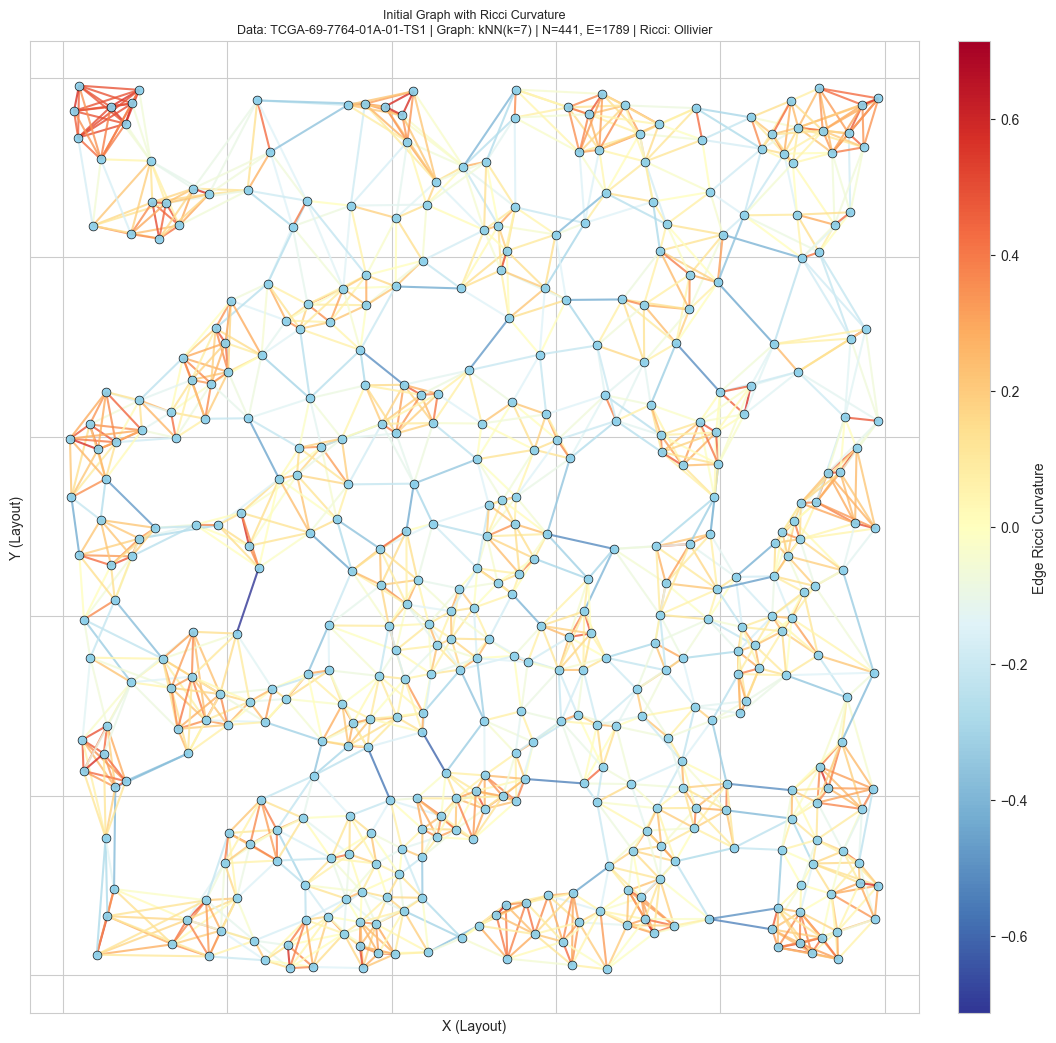 Initial Graph with Ricci Curvature
Data: TCGA-69-7764-01A-01-TS1 | Graph: kNN(k=7) | N=441, E=1789 | Ricci: Ollivier
Y (Layout)
X (Layout)
0.6
0.4
0.2
0.0
−0.2
−0.4
−0.6
Edge Ricci Curvature